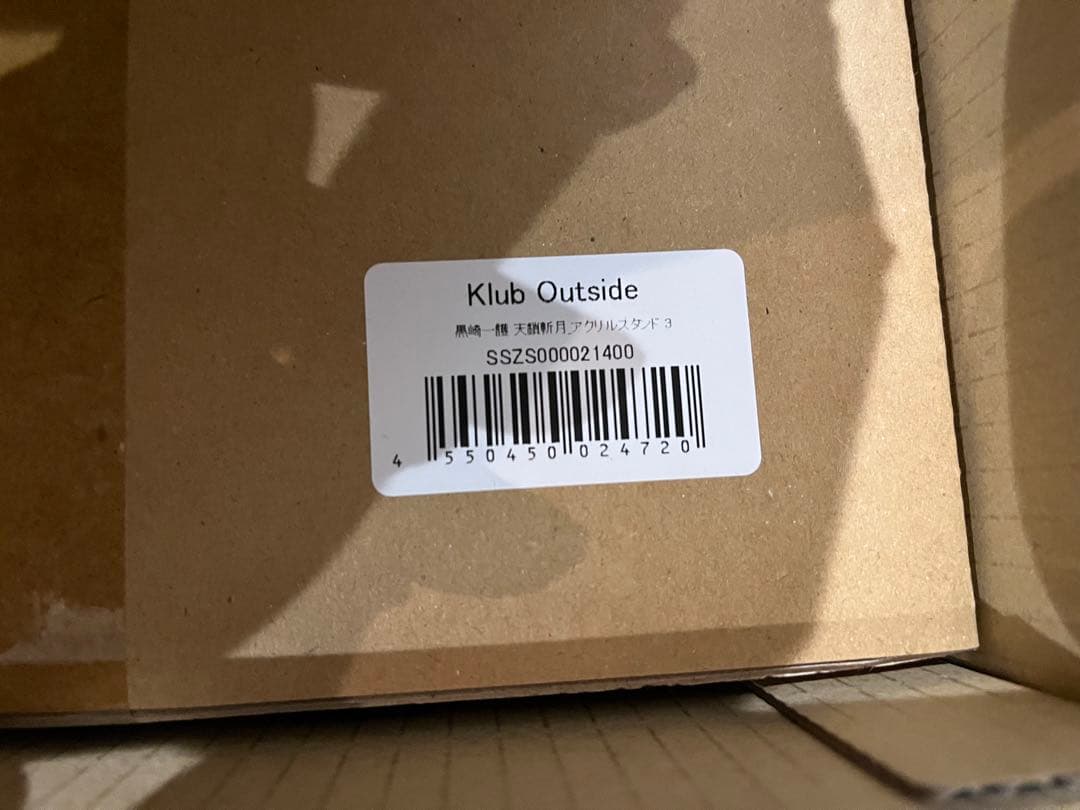 Klub Outside
黒崎一護 天鎖斬月_アクリルスタンド3
SSZS000021400
4 550450 024720